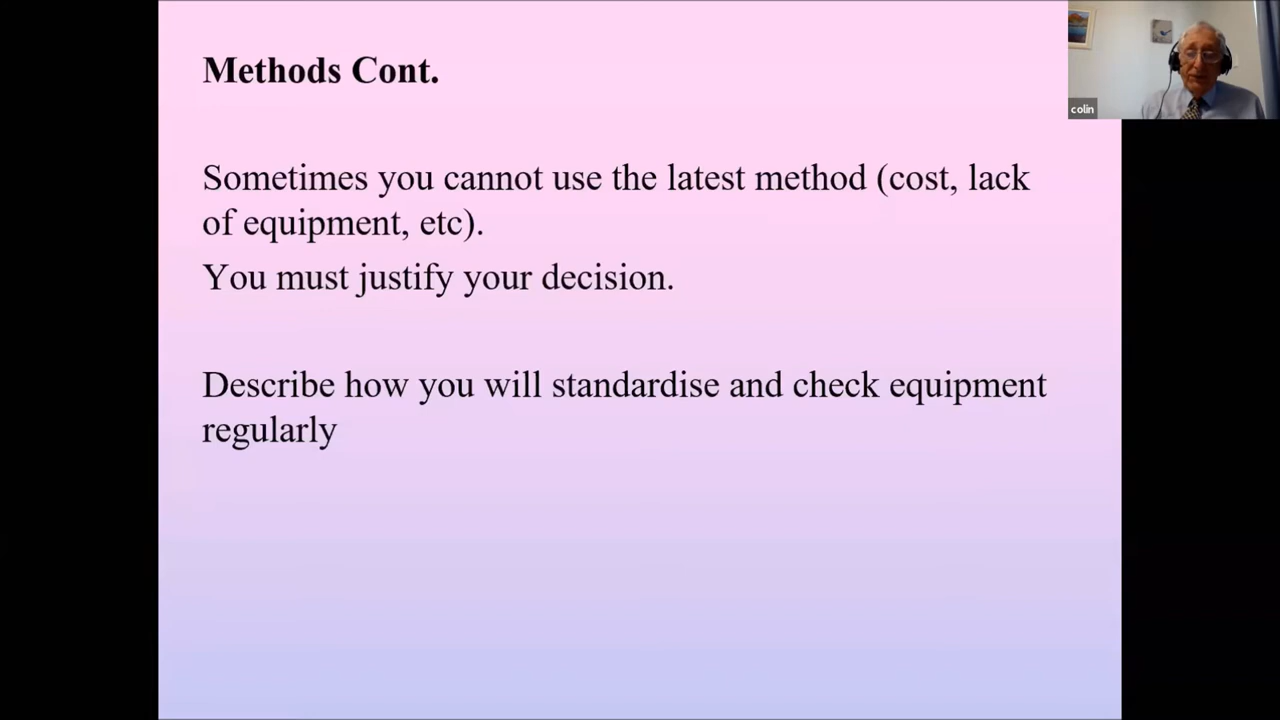 Methods Cont.
colin
Sometimes you cannot use the latest method (cost, lack
of equipment, etc).
You must justify your decision.
Describe how you will standardise and check equipment
regularly